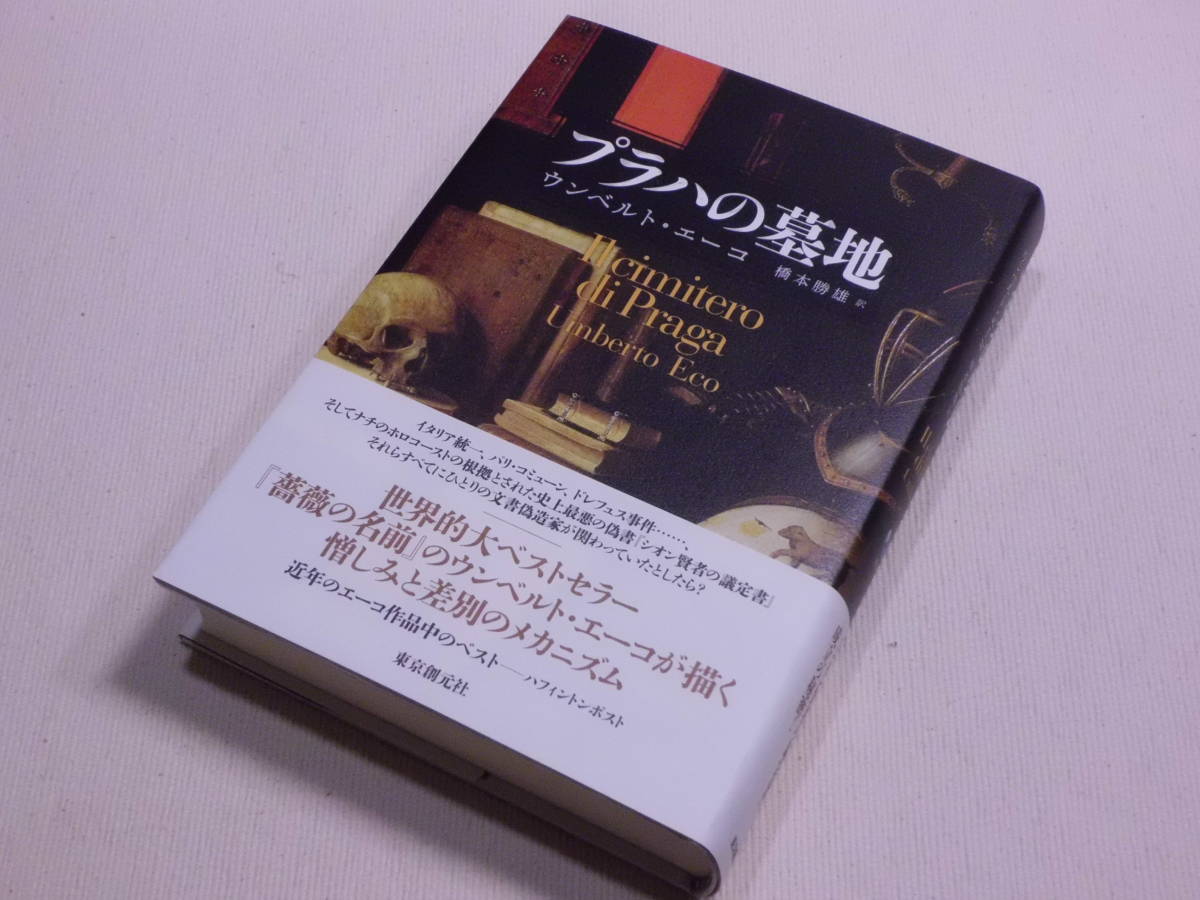 プラハの墓地
ウンベルト・エーコ
橋本勝雄 訳
Il cimitero
di Praga
Umberto Eco
イタリア統一、パリ・コミューン、ドレフュス事件……、
そしてナチのホロコーストの根拠とされた史上最悪の偽書『シオン賢者の議定書』
それらすべてにひとりの文書偽造家が関わっていたとしたら?
世界的大ベストセラー
『薔薇の名前』のウンベルト・エーコが描く
憎しみと差別のメカニズム
近年のエーコ作品中のベスト——ハフィントンポスト
東京創元社